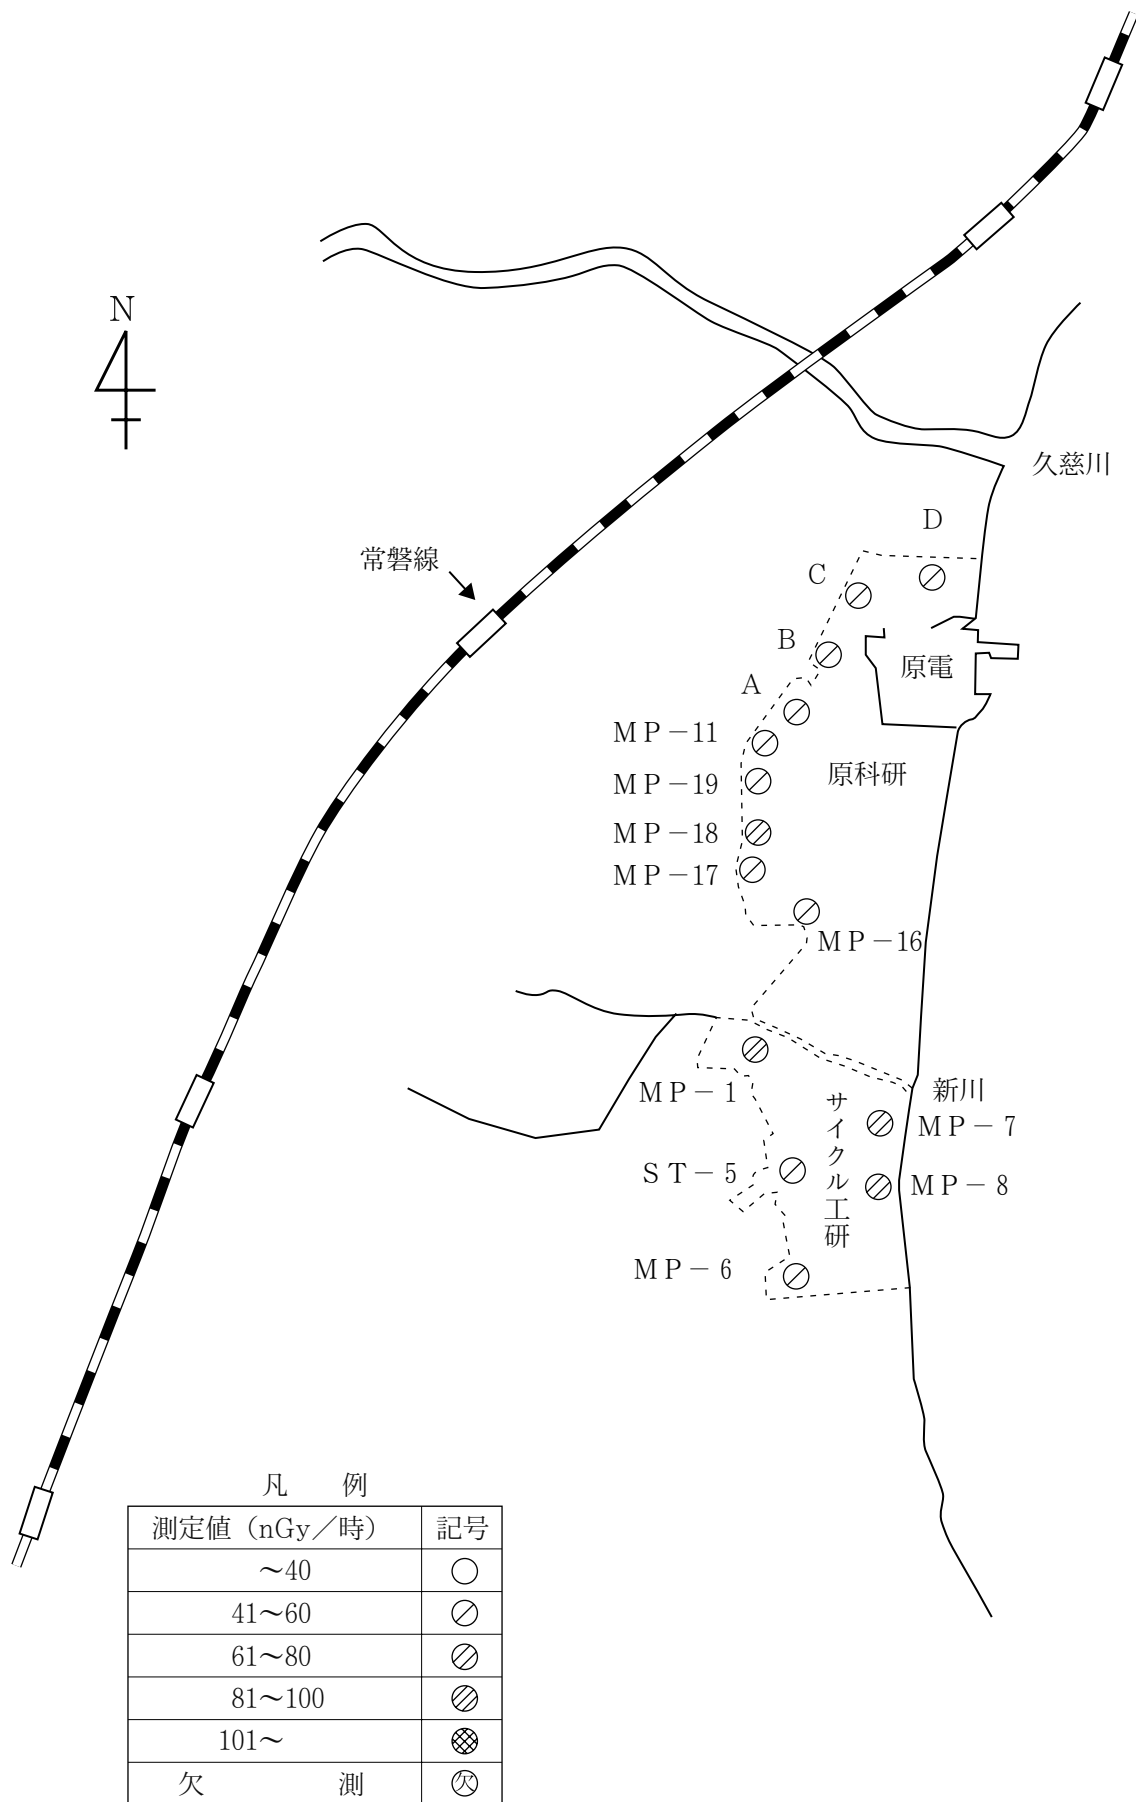 N
久慈川
D
常磐線
C
B
原電
A
MP-11
原科研
MP-19
MP-18
MP-17
MP-16
新川
MP-1
サイクル工研
MP-7
ST-5
MP-8
MP-6
凡 例
測定値(nGy/時) 記号
~40
41~60
61~80
81~100
101~
欠 測 欠